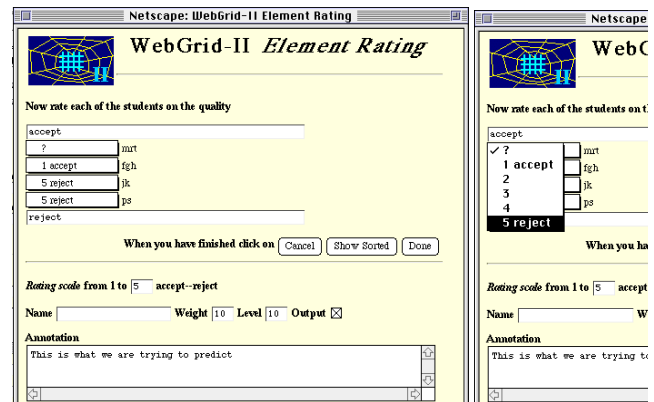 Netscape: WebGrid-II Element Rating
WebGrid-II Element Rating
II
Now rate each of the students on the quality
accept
? mrt
1 accept fgh
5 reject jk
5 reject ps
reject
When you have finished click on Cancel Show Sorted Done
Rating scale from 1 to 5 accept--reject
Name Weight 10 Level 10 Output
Annotation
This is what we are trying to predict
Netscape
WebG
II
Now rate each of the students on t
accept
✓ ? mrt
1 accept fgh
2 jk
3
4 ps
5 reject
When you ha
Rating scale from 1 to 5 accept
Name W
Annotation
This is what we are trying to